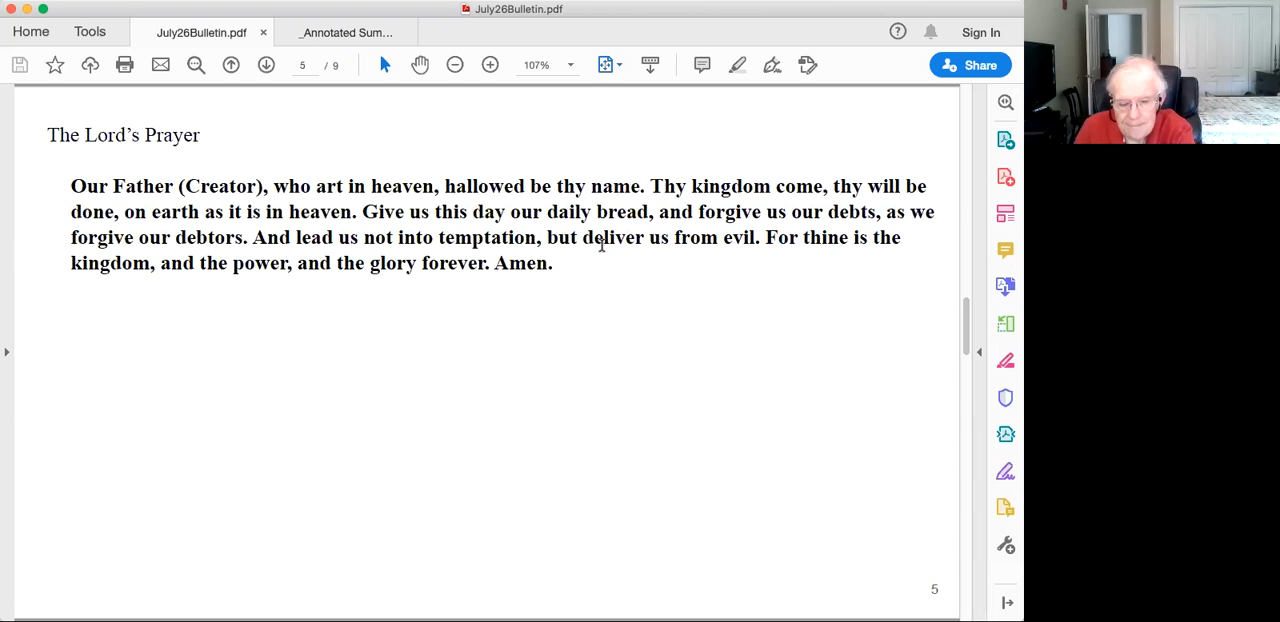 July26Bulletin.pdf
Home Tools July26Bulletin.pdf × _Annotated Sum... Sign In
5 / 9 107% Share
The Lord's Prayer
Our Father (Creator), who art in heaven, hallowed be thy name. Thy kingdom come, thy will be
done, on earth as it is in heaven. Give us this day our daily bread, and forgive us our debts, as we
forgive our debtors. And lead us not into temptation, but deliver us from evil. For thine is the
kingdom, and the power, and the glory forever. Amen.
5